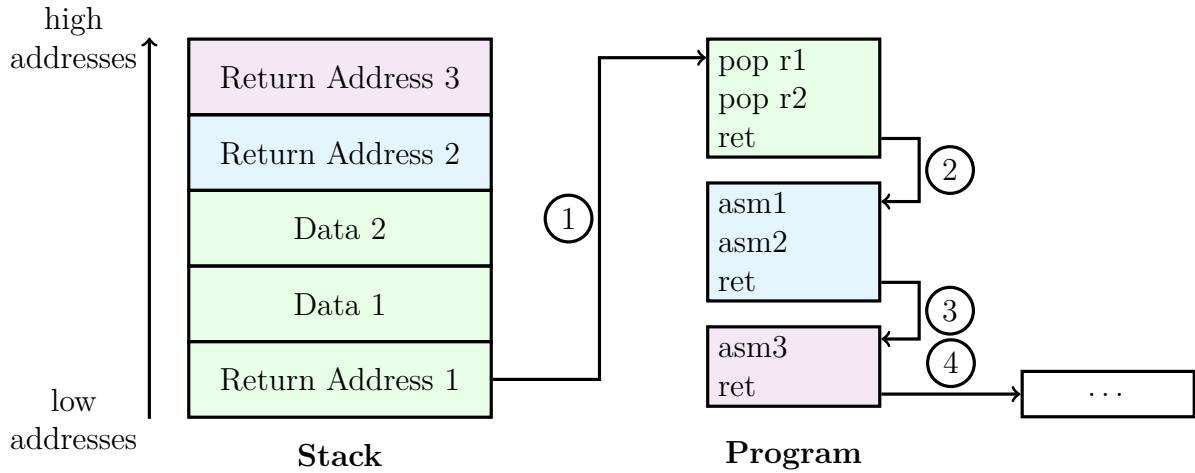 high
addresses
Return Address 3
Return Address 2
Data 2
Data 1
Return Address 1
low
addresses
Stack
1
pop r1
pop r2
ret
2
asm1
asm2
ret
3
asm3
ret
4
...
Program